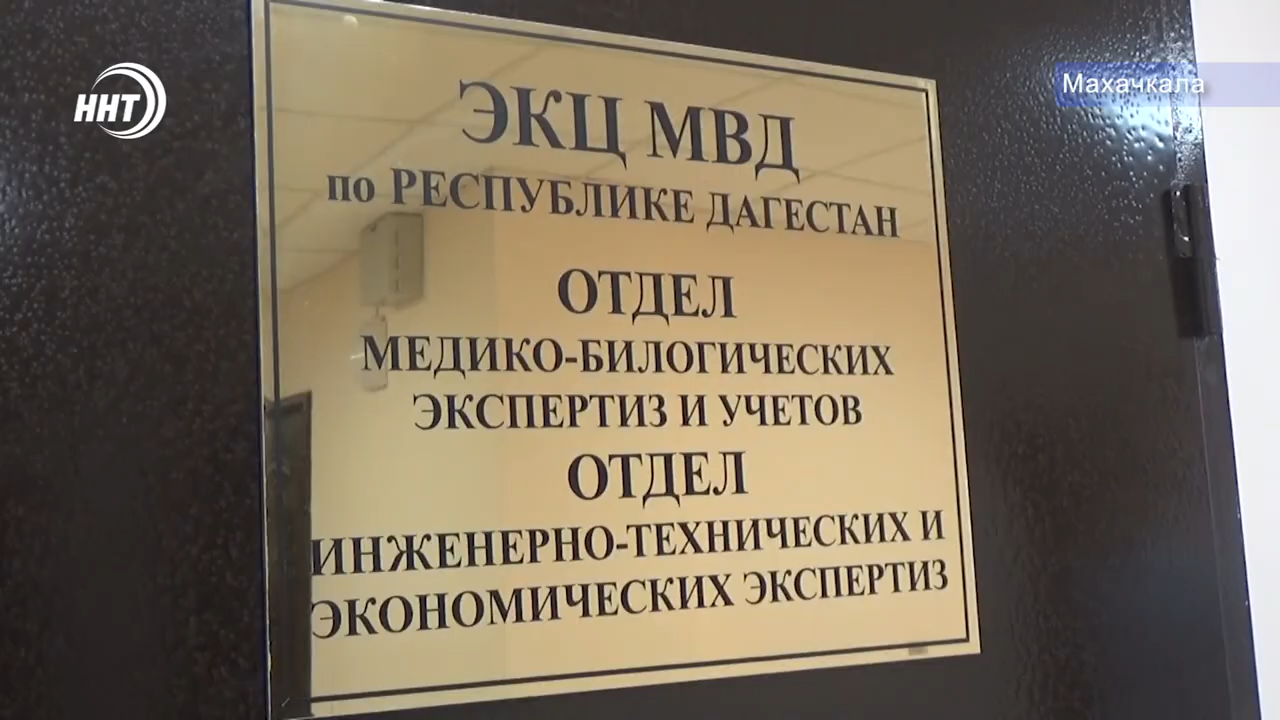 ННТ
Махачкала
ЭКЦ МВД
по РЕСПУБЛИКЕ ДАГЕСТАН
ОТДЕЛ
МЕДИКО-БИЛОГИЧЕСКИХ
ЭКСПЕРТИЗ И УЧЕТОВ
ОТДЕЛ
ИНЖЕНЕРНО-ТЕХНИЧЕСКИХ И
ЭКОНОМИЧЕСКИХ ЭКСПЕРТИЗ